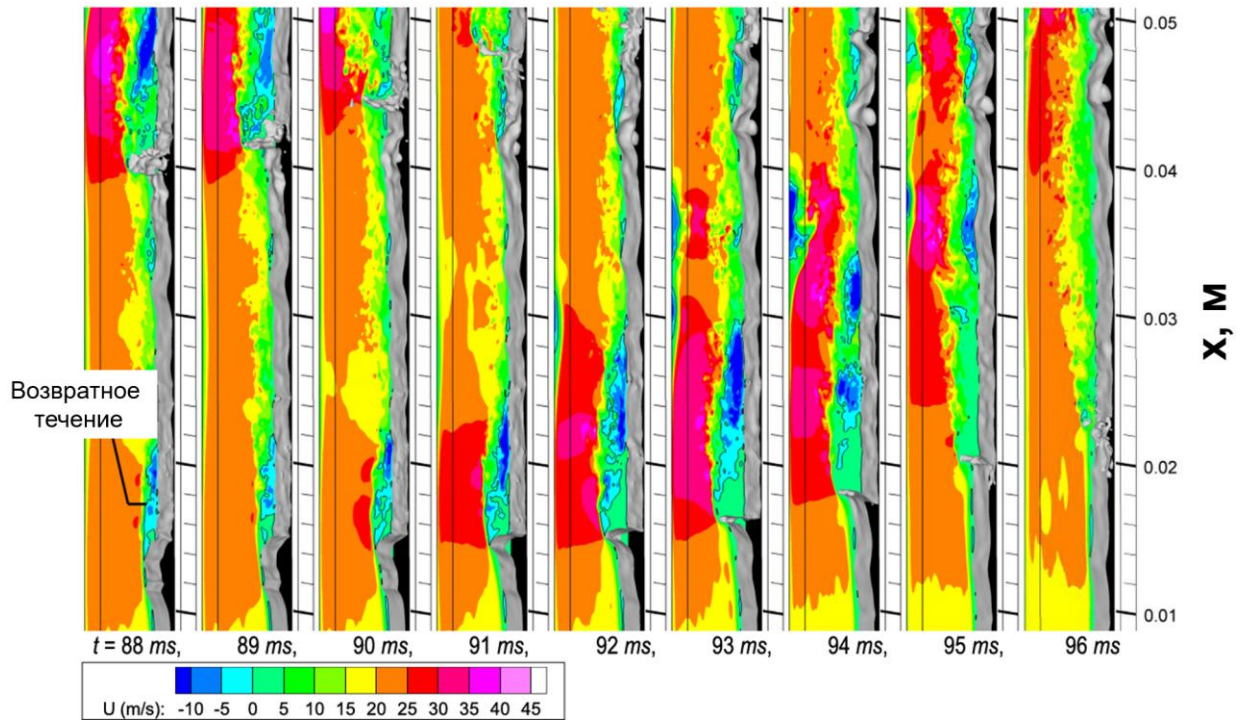 0.05
0.04
0.03
х, м
Возвратное
течение
0.02
0.01
t = 88 ms, 89 ms, 90 ms, 91 ms, 92 ms, 93 ms, 94 ms, 95 ms, 96 ms
U (m/s): -10 -5 0 5 10 15 20 25 30 35 40 45